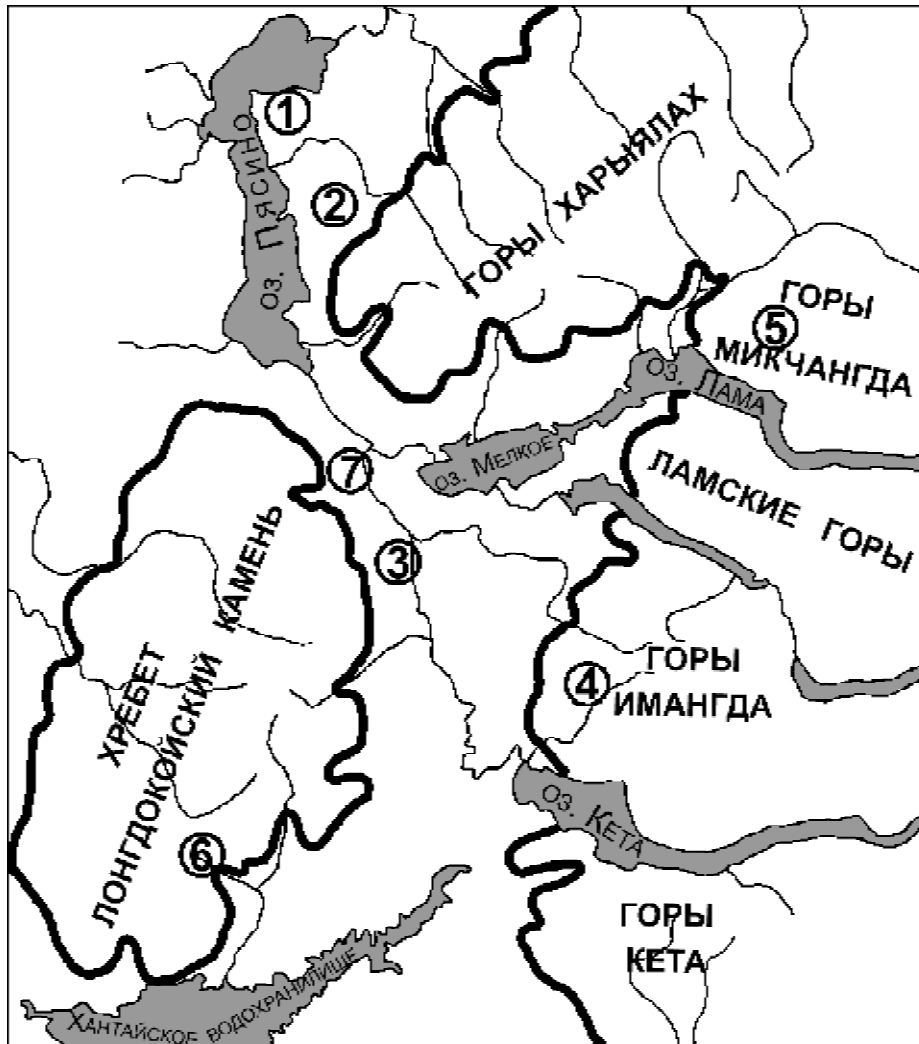 1
ГОРЫ ХАРЫЯЛАХ
2
ОЗ. ПЯСИНО
ГОРЫ
5
МИКЧАНГДА
ОЗ. ЛАМА
ОЗ. МЕЛКОЕ
7
ЛАМСКИЕ ГОРЫ
3
ХРЕБЕТ
ЛОНГДОКОЙСКИЙ КАМЕНЬ
ГОРЫ
4
ИМАНГДА
ОЗ. КЕТА
6
ГОРЫ
КЕТА
ХАНТАЙСКОЕ ВОДОХРАНИЛИЩЕ